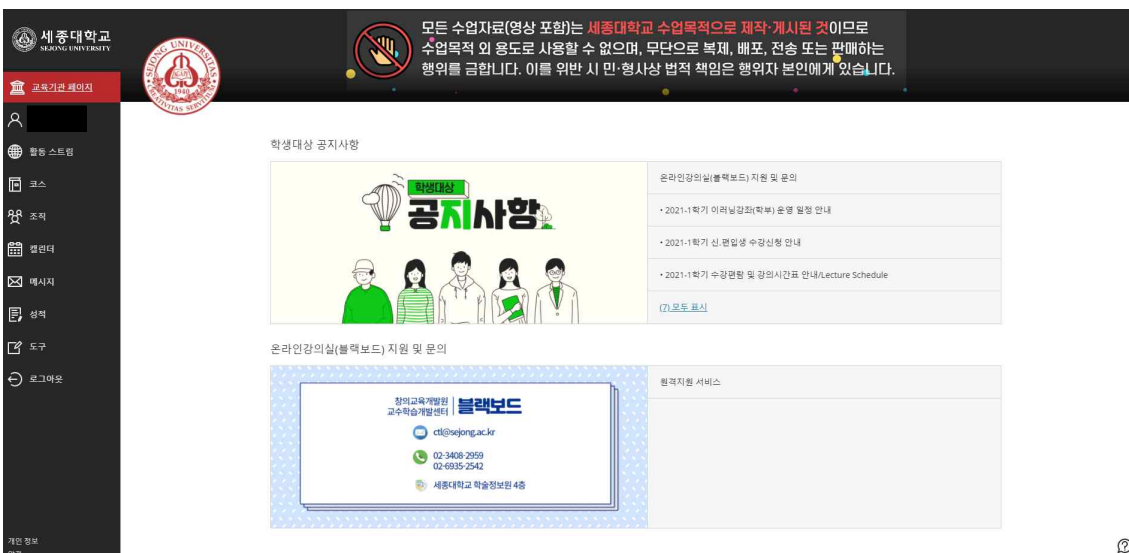 세종대학교
SEJONG UNIVERSITY
모든 수업자료(영상 포함)는 세종대학교 수업목적으로 제작·게시된 것이므로
수업목적 외 용도로 사용할 수 없으며, 무단으로 복제, 배포, 전송 또는 판매하는
행위를 금합니다. 이를 위반 시 민·형사상 법적 책임은 행위자 본인에게 있습니다.
SEJONG UNIVERSITAS
1940
CREATIVITAS SERVITIUM
교육기관 페이지
활동 스트림
코스
조직
캘린더
메시지
성적
도구
로그아웃
개인 정보
학생대상 공지사항
학생대상
공지사항
온라인강의실(블랙보드) 지원 및 문의
• 2021-1학기 이러닝강좌(학부) 운영 일정 안내
• 2021-1학기 신.편입생 수강신청 안내
• 2021-1학기 수강편람 및 강의시간표 안내/Lecture Schedule
(7) 모두 표시
온라인강의실(블랙보드) 지원 및 문의
창의교육개발원
교수학습개발센터
블랙보드
ctl@sejong.ac.kr
02-3408-2959
02-6935-2542
세종대학교 학술정보원 4층
원격지원 서비스